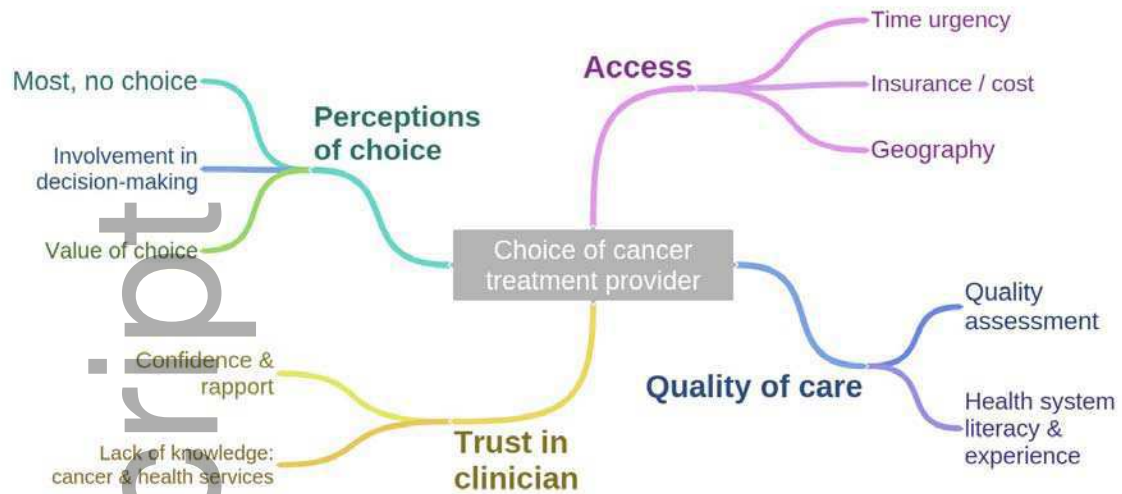 Time urgency
Access
Most, no choice
Insurance / cost
Perceptions
of choice
Involvement in
decision-making
Geography
Value of choice
Choice of cancer
treatment provider
Quality
assessment
Confidence &
rapport
Quality of care
Health system
literacy &
experience
Trust in
clinician
Lack of knowledge:
cancer & health services
ript